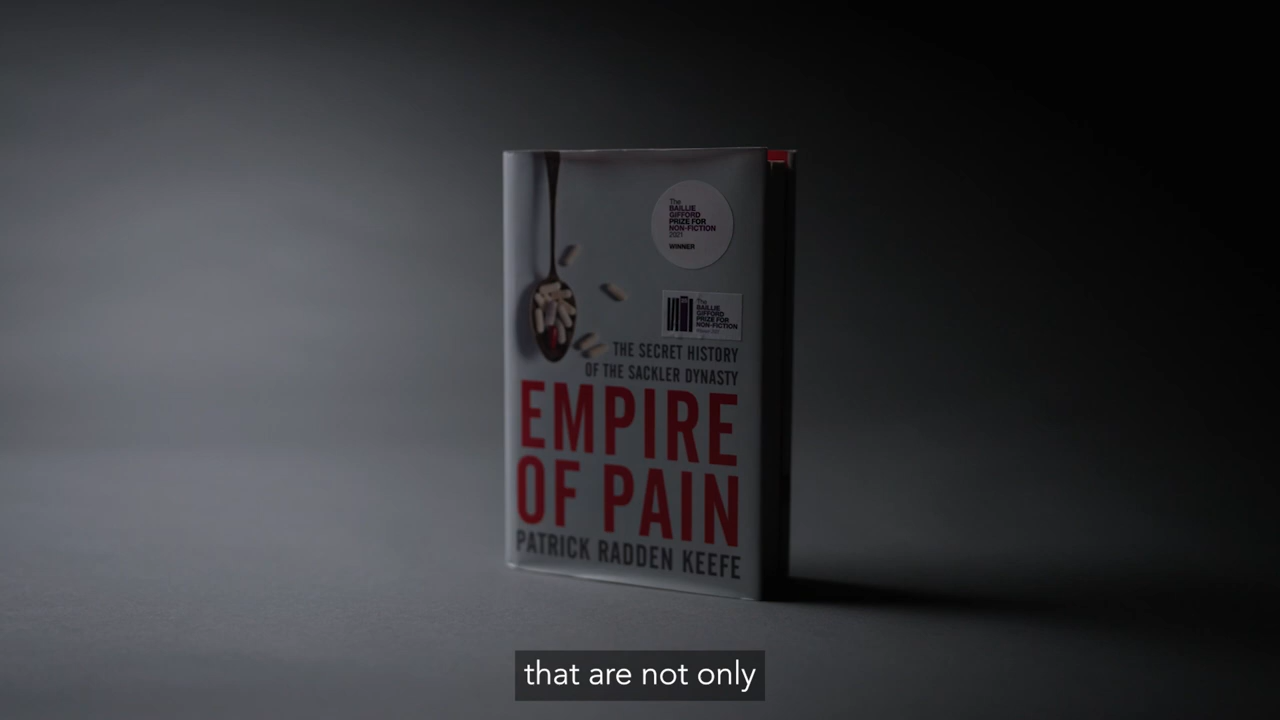 The
BAILLIE
GIFFORD
PRIZE FOR
NON-FICTION
2021
WINNER
The
BAILLIE
GIFFORD
PRIZE FOR
NON-FICTION
THE SECRET HISTORY
OF THE SACKLER DYNASTY
EMPIRE
OF PAIN
PATRICK RADDEN KEEFE
that are not only